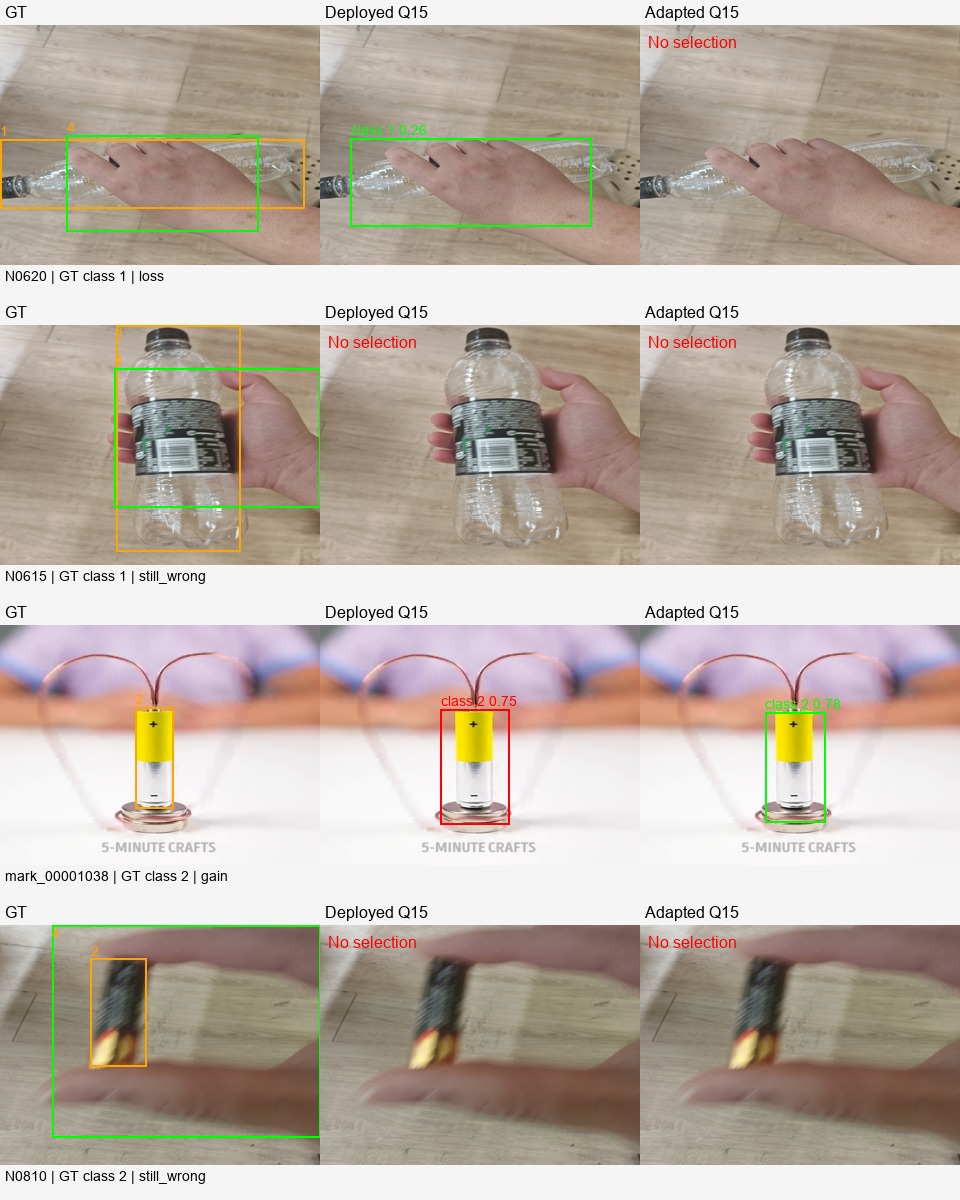 GT
Deployed Q15
Adapted Q15
No selection
1
4
class 1 0.26
N0620 | GT class 1 | loss
GT
Deployed Q15
Adapted Q15
No selection
No selection
N0615 | GT class 1 | still_wrong
GT
Deployed Q15
Adapted Q15
2
class 2 0.75
class 2 0.78
+
+
+
−
−
−
5-MINUTE CRAFTS
5-MINUTE CRAFTS
5-MINUTE CRAFTS
mark_00001038 | GT class 2 | gain
GT
Deployed Q15
Adapted Q15
No selection
No selection
2
N0810 | GT class 2 | still_wrong